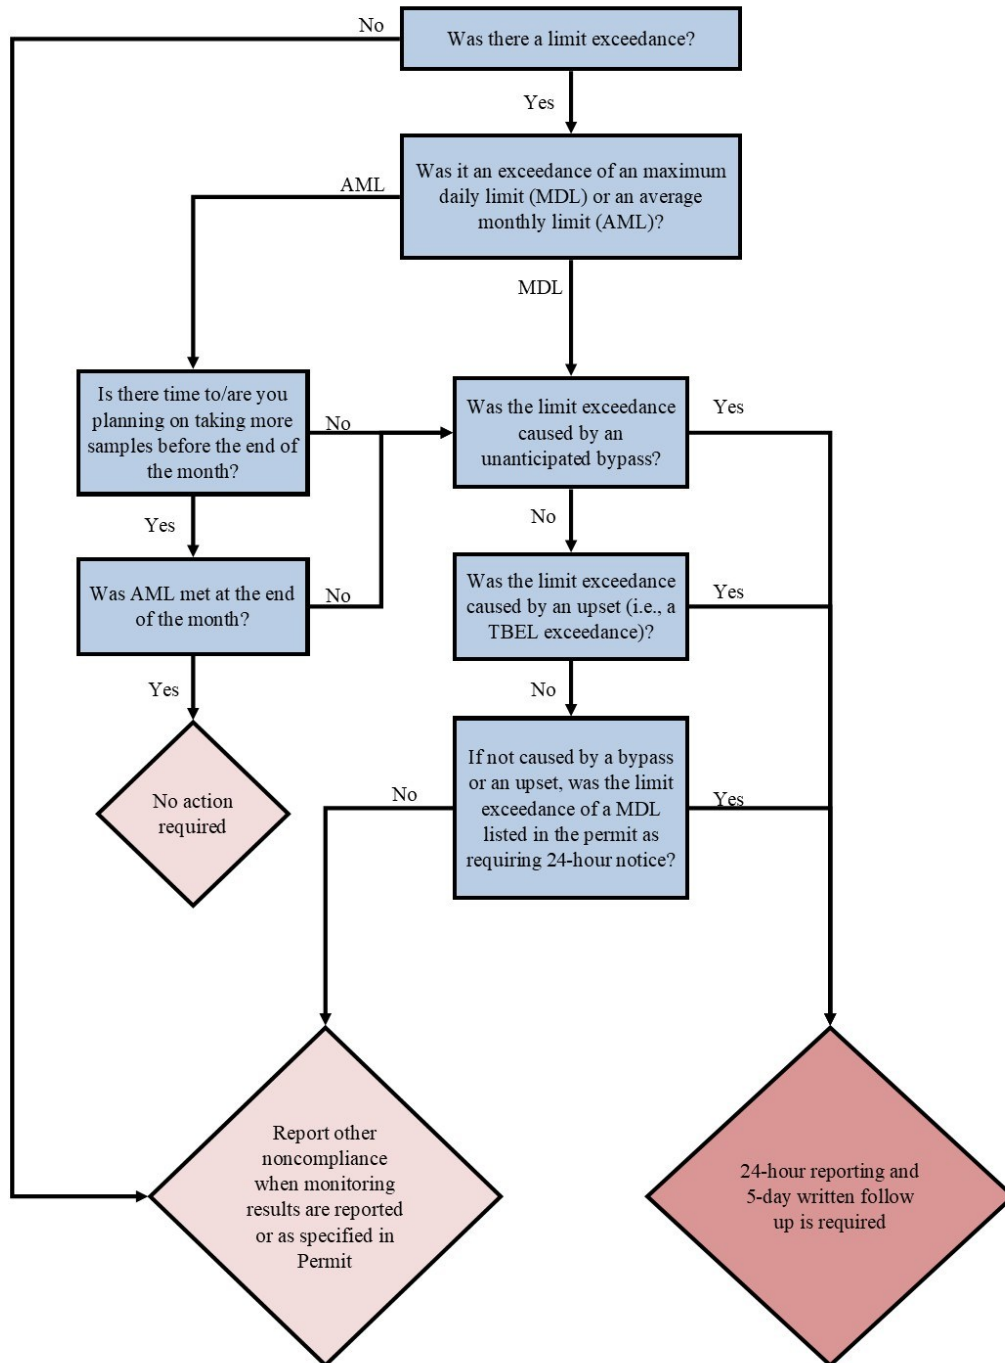 No
Was there a limit exceedance?
Yes
Was it an exceedance of an maximum
daily limit (MDL) or an average
monthly limit (AML)?
AML
MDL
Is there time to/are you
planning on taking more
samples before the end of
the month?
No
Was the limit exceedance
caused by an
unanticipated bypass?
Yes
Yes
No
Was AML met at the end
of the month?
No
Was the limit exceedance
caused by an upset (i.e., a
TBEL exceedance)?
Yes
Yes
No
No action
required
No
If not caused by a bypass
or an upset, was the limit
exceedance of a MDL
listed in the permit as
requiring 24-hour notice?
Yes
Report other
noncompliance
when monitoring
results are reported
or as specified in
Permit
24-hour reporting and
5-day written follow
up is required